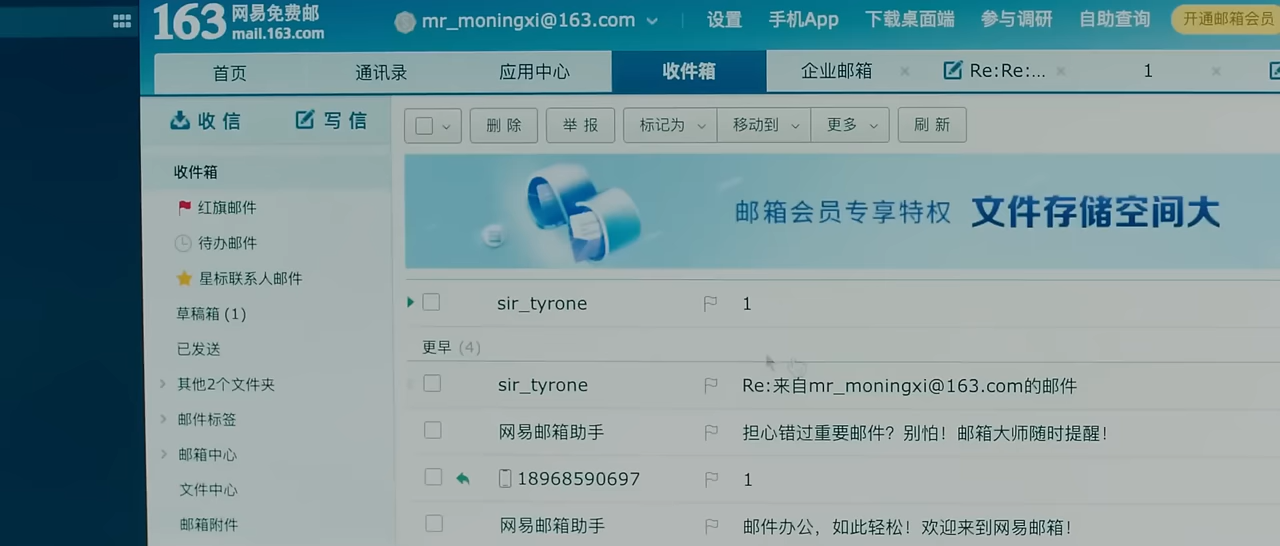 163 网易免费邮
mail.163.com
mr_moningxi@163.com
设置 手机App 下载桌面端 参与调研 自助查询 开通邮箱会员
首页 通讯录 应用中心 收件箱 企业邮箱 × Re:Re:... × 1 ×
收信 写信
删除 举报 标记为 移动到 更多 刷新
收件箱
红旗邮件
待办邮件
星标联系人邮件
草稿箱 (1)
已发送
其他2个文件夹
邮件标签
邮箱中心
文件中心
邮箱附件
邮箱会员专享特权 文件存储空间大
sir_tyrone 1
更早 (4)
sir_tyrone Re:来自mr_moningxi@163.com的邮件
网易邮箱助手 担心错过重要邮件？别怕！邮箱大师随时提醒！
18968590697 1
网易邮箱助手 邮件办公，如此轻松！欢迎来到网易邮箱！